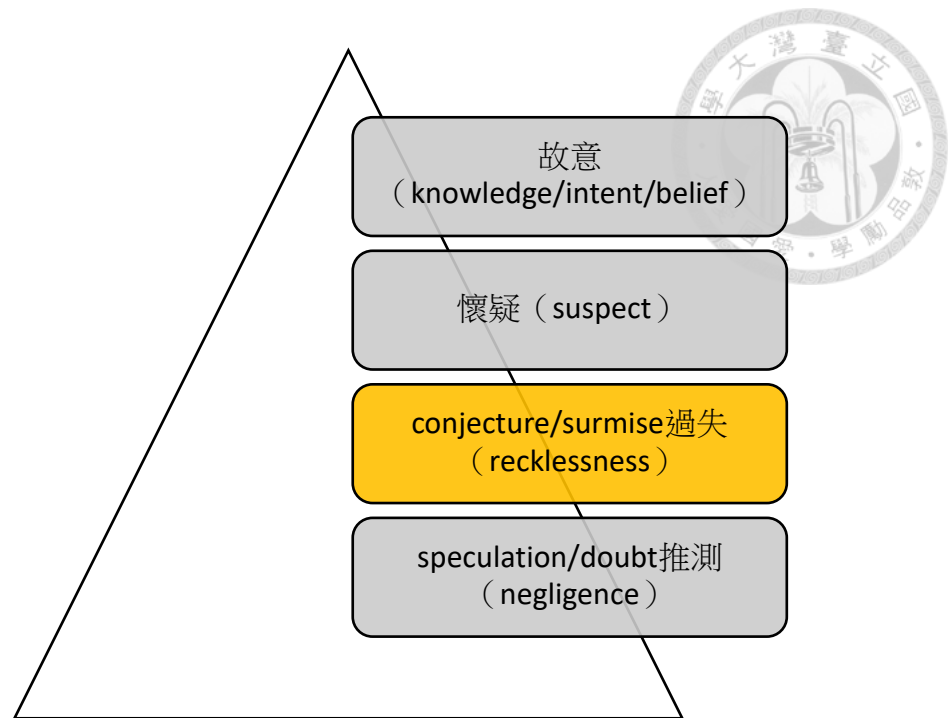 故意
（knowledge/intent/belief）
懷疑（suspect）
conjecture/surmise過失
（recklessness）
speculation/doubt推測
（negligence）